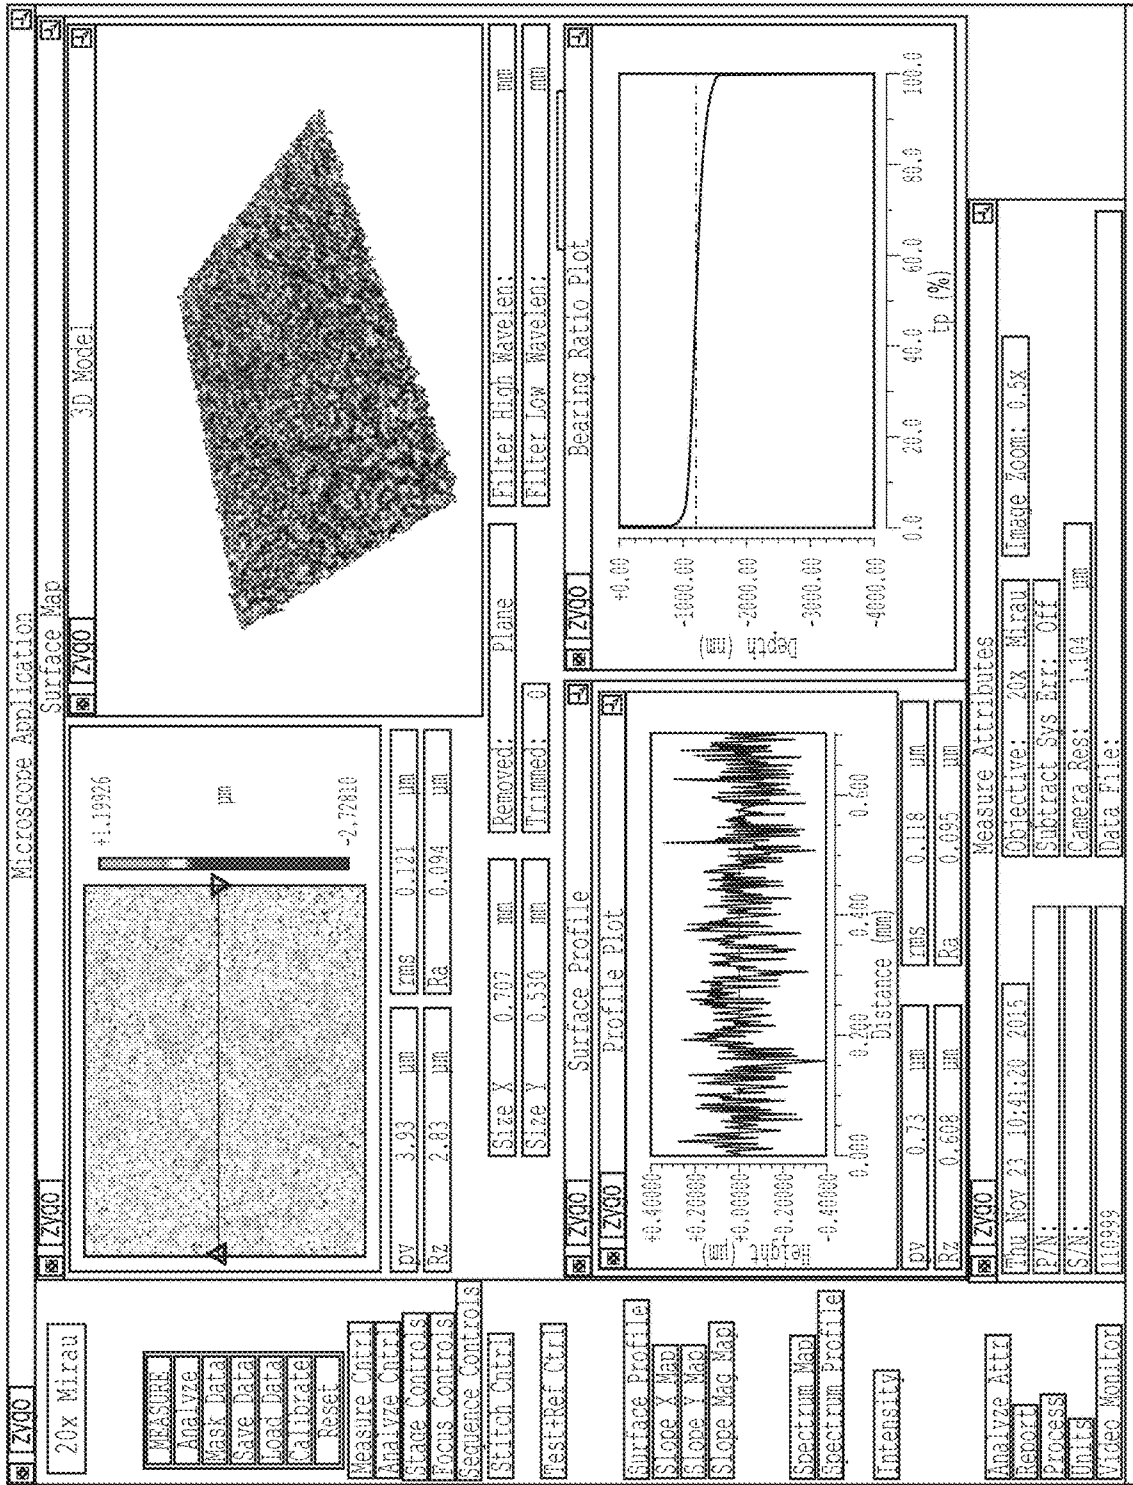 zygo Microscope Application
20x Mirau
MEASURE
Analyze
Mask Data
Save Data
Load Data
Calibrate
Reset
Measure Cntrl
Analyze Cntrl
Stage Controls
Focus Controls
Sequence Controls
Stitch Cntrl
TestRef Ctrl
Surface Profile
Slope X Map
Slope Y Map
Slope Mag Map
Spectrum Map
Spectrum Profile
Intensity
Analyze Attr
Report
Process
Units
Video Monitor
zygo Surface Map
+1.19926
μm
-2.72810
pv 3.93 μm
rms 0.121 μm
Rz 2.83 μm
Ra 0.094 μm
zygo 3D Model
Size X 0.707 mm
Size Y 0.530 mm
Removed: Plane
Trimmed: 0
Filter High Wavelen: mm
Filter Low Wavelen: mm
zygo Surface Profile
zygo Profile Plot
+0.40000
+0.20000
+0.00000
-0.20000
-0.40000
Height (μm)
0.000 0.200 0.400 0.600
Distance (mm)
pv 0.73 μm
rms 0.118 μm
Rz 0.608 μm
Ra 0.095 μm
zygo Bearing Ratio Plot
+0.00
-1000.00
-2000.00
-3000.00
-4000.00
Depth (nm)
0.0 20.0 40.0 60.0 80.0 100.0
tp (%)
zygo Measure Attributes
Thu Nov 23 10:41:20 2015
P/N:
S/N:
118999
Objective: 20x Mirau
Image Zoom: 0.5x
Subtract Sys Err: Off
Camera Res: 1.104 μm
Data File: